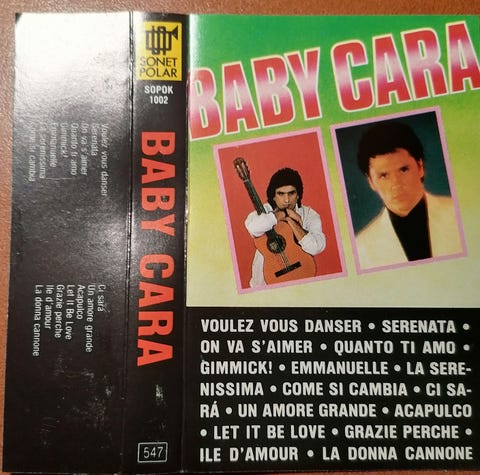 SONET
POLAR
SOPOK
1002
BABY CARA
547
Voulez vous danser
Serenata
On va s'aimer
Quando ti amo
Gimmick!
Emmanuelle
La serenissima
Come si cambia
Ci sará
Un amore grande
Acapulco
Let It Be Love
Grazie perche
Ile d'amour
La donna cannone
BABY CARA
VOULEZ VOUS DANSER • SERENATA •
ON VA S'AIMER • QUANTO TI AMO •
GIMMICK! • EMMANUELLE • LA SERE-
NISSIMA • COME SI CAMBIA • CI SA-
RÁ • UN AMORE GRANDE • ACAPULCO
• LET IT BE LOVE • GRAZIE PERCHE •
ILE D'AMOUR • LA DONNA CANNONE